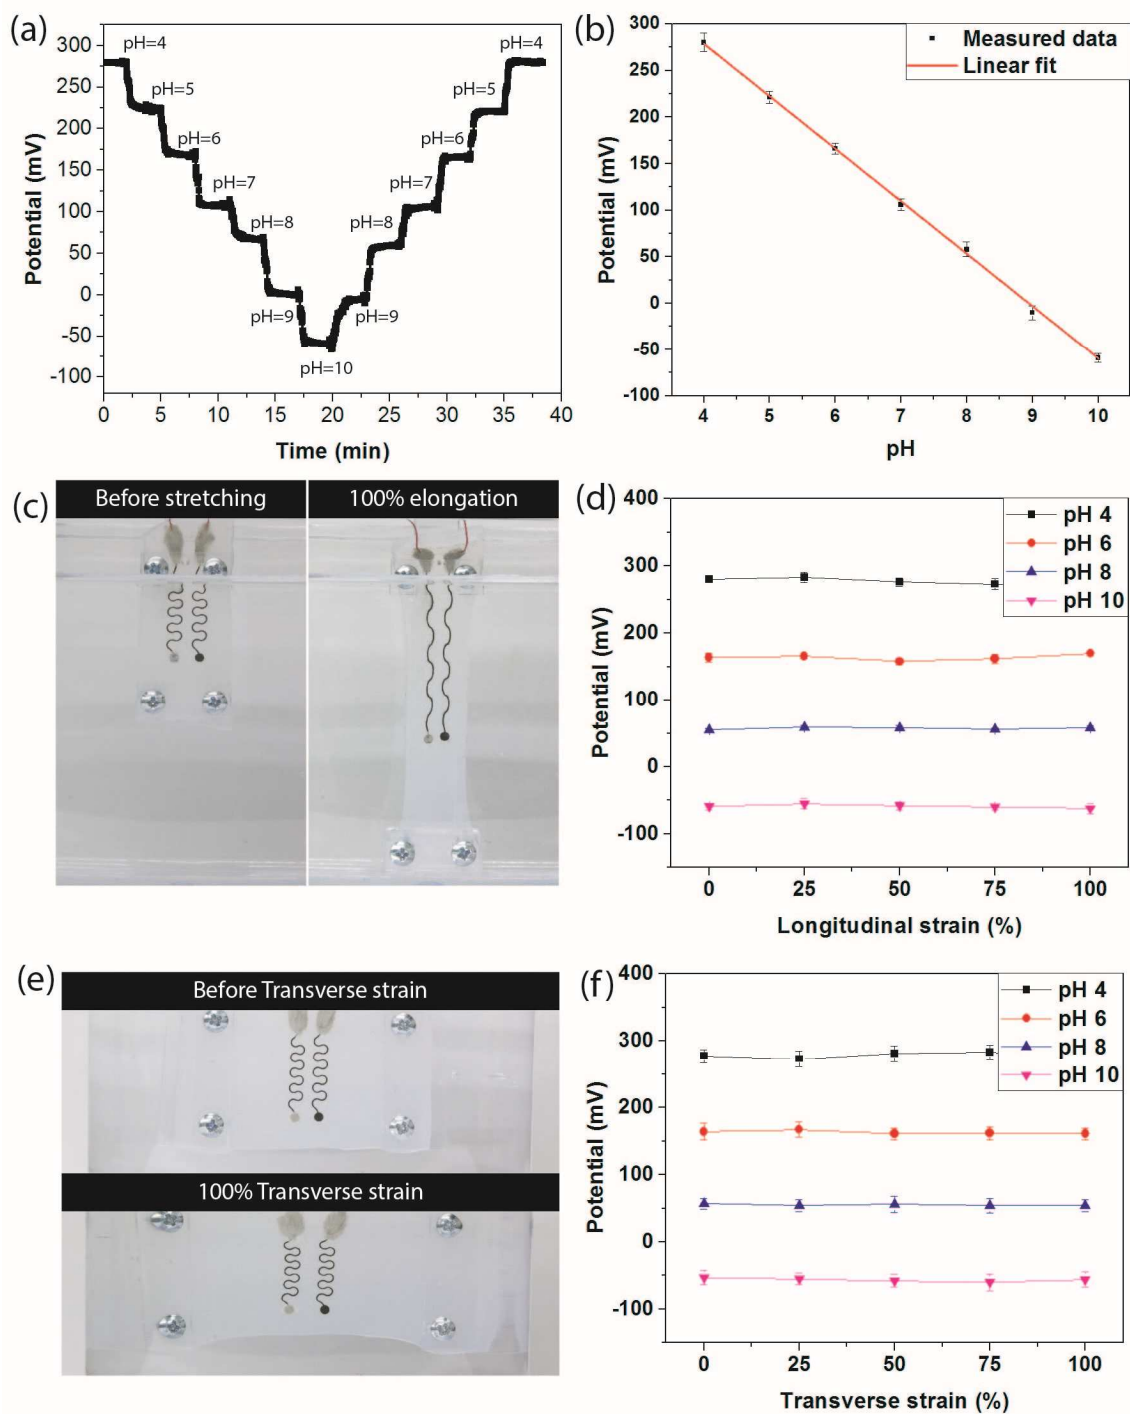 (a)
300
250
200
150
100
50
0
-50
-100
Potential (mV)
pH=4
pH=5
pH=6
pH=7
pH=8
pH=9
pH=10
pH=9
pH=8
pH=7
pH=6
pH=5
pH=4
0 5 10 15 20 25 30 35 40
Time (min)
(b)
300
250
200
150
100
50
0
-50
-100
Potential (mV)
Measured data
Linear fit
4 5 6 7 8 9 10
pH
(c)
Before stretching
100% elongation
(d)
400
300
200
100
0
-100
Potential (mV)
pH 4
pH 6
pH 8
pH 10
0 25 50 75 100
Longitudinal strain (%)
(e)
Before Transverse strain
100% Transverse strain
(f)
400
300
200
100
0
-100
Potential (mV)
pH 4
pH 6
pH 8
pH 10
0 25 50 75 100
Transverse strain (%)